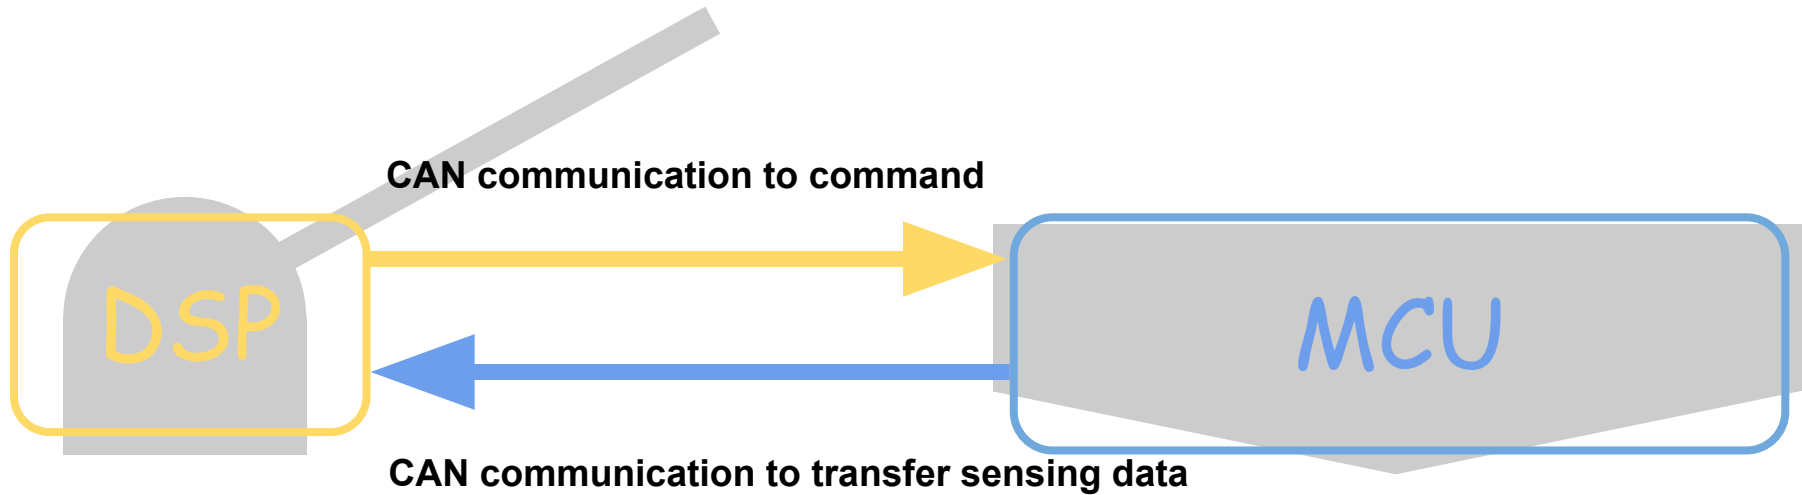 CAN communication to command
DSP
MCU
CAN communication to transfer sensing data